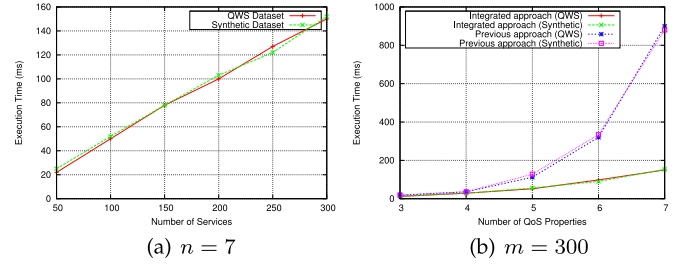 160
140
120
100
80
60
40
20
0
Execution Time (ms)
QWS Dataset
Synthetic Dataset
50 100 150 200 250 300
Number of Services
(a) n = 7
1000
800
600
400
200
0
Execution Time (ms)
Integrated approach (QWS)
Integrated approach (Synthetic)
Previous approach (QWS)
Previous approach (Synthetic)
3 4 5 6 7
Number of QoS Properties
(b) m = 300